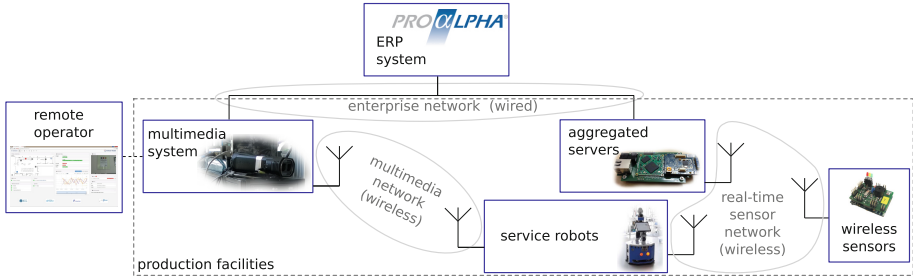 PROαLPHA
ERP
system
enterprise network (wired)
remote
operator
multimedia
system
aggregated
servers
multimedia
network
(wireless)
real-time
sensor
network
(wireless)
service robots
wireless
sensors
production facilities